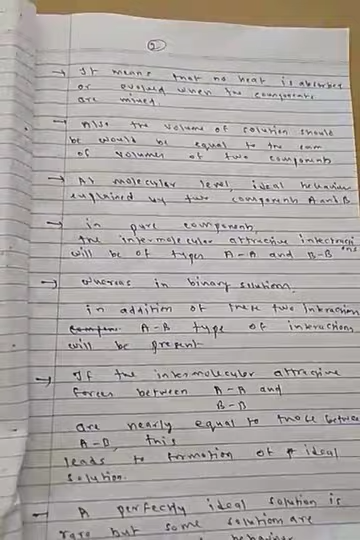 2
→ It means that no heat is absorbed
or evolved when two components
are mixed.
→ Also the volume of solution should
be would be equal to the sum
of volumes of two components
→ At molecular level, ideal behaviour
explained by two components A and B
→ in pure components,
the intermolecular attractive interactions
will be of types A-A and B-B
→ whereas in binary solution,
in addition of these two interactions
A-B type of interactions
will be present.
→ If the intermolecular attractive
forces between A-A and
B-B
are nearly equal to those between
A-B, this
leads to formation of ideal
solution.
→ A perfectly ideal solution is
rare but some solutions are
behaviour